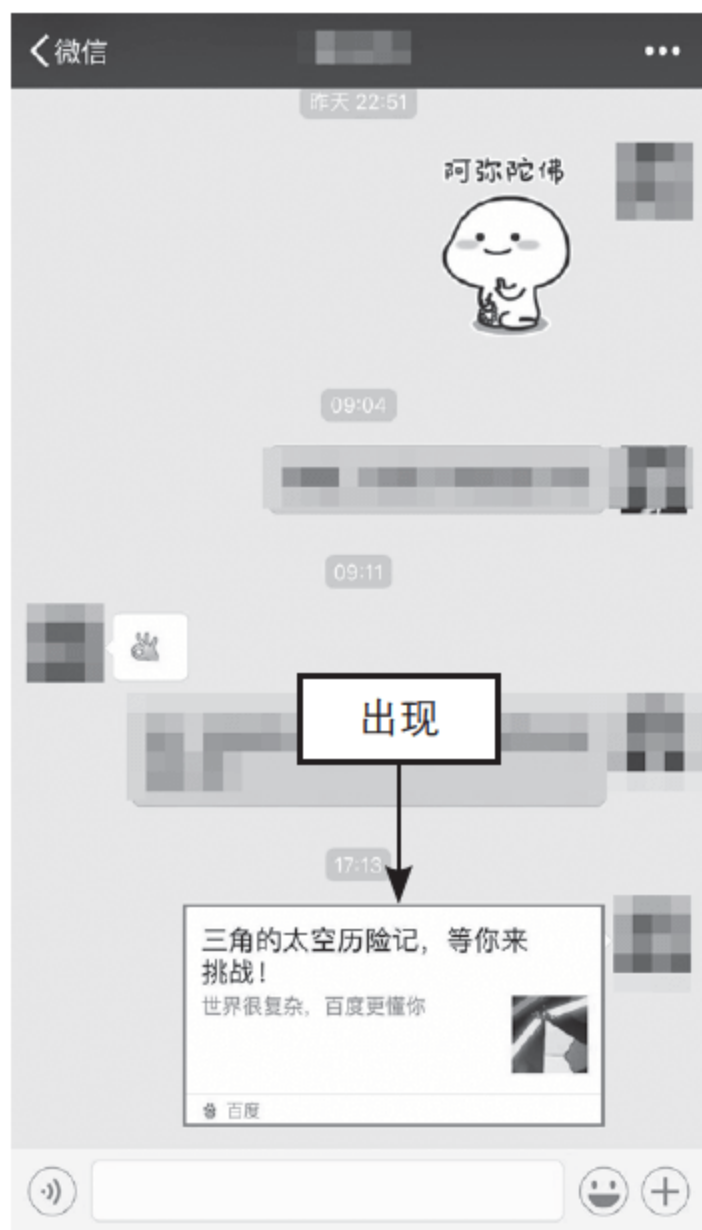 微信
昨天 22:51
阿弥陀佛
09:04
09:11
出现
17:13
三角的太空历险记，等你来
挑战！
世界很复杂，百度更懂你
百度